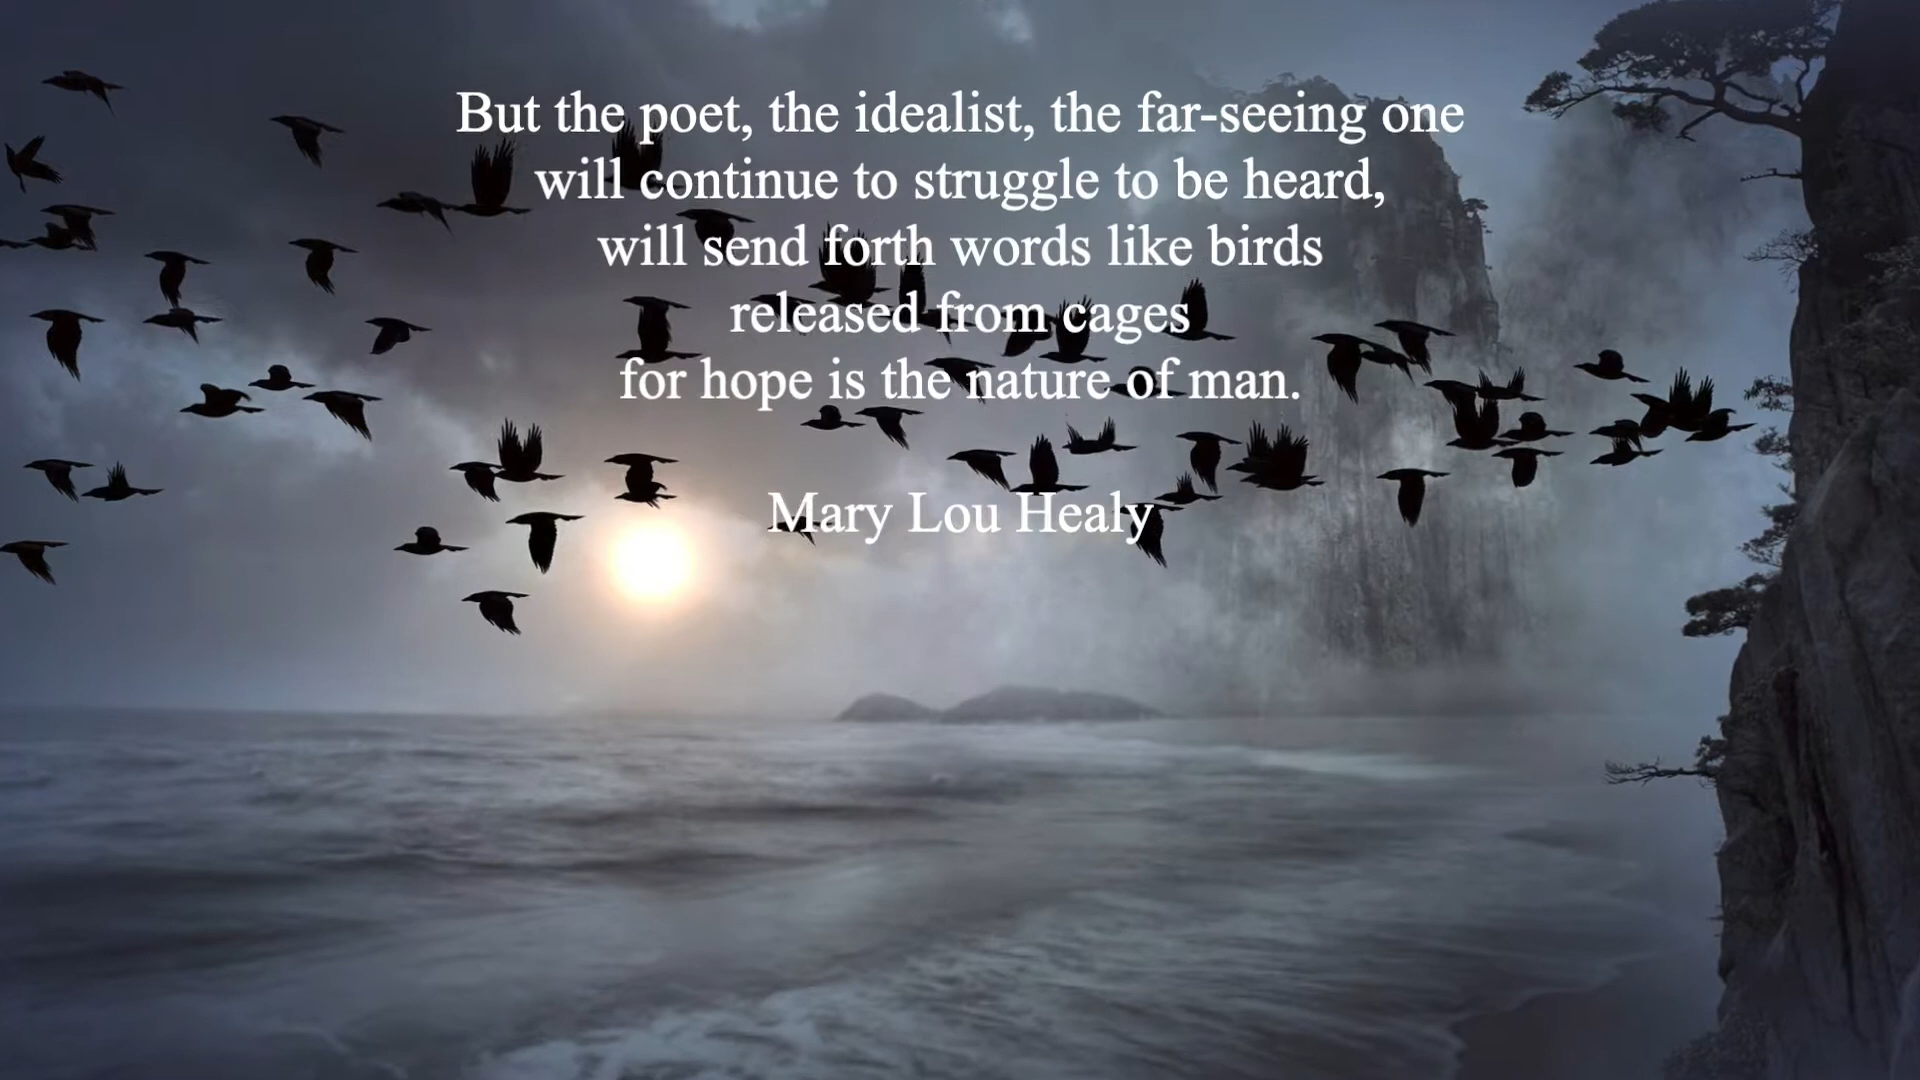 But the poet, the idealist, the far-seeing one
will continue to struggle to be heard,
will send forth words like birds
released from cages
for hope is the nature of man.
Mary Lou Healy